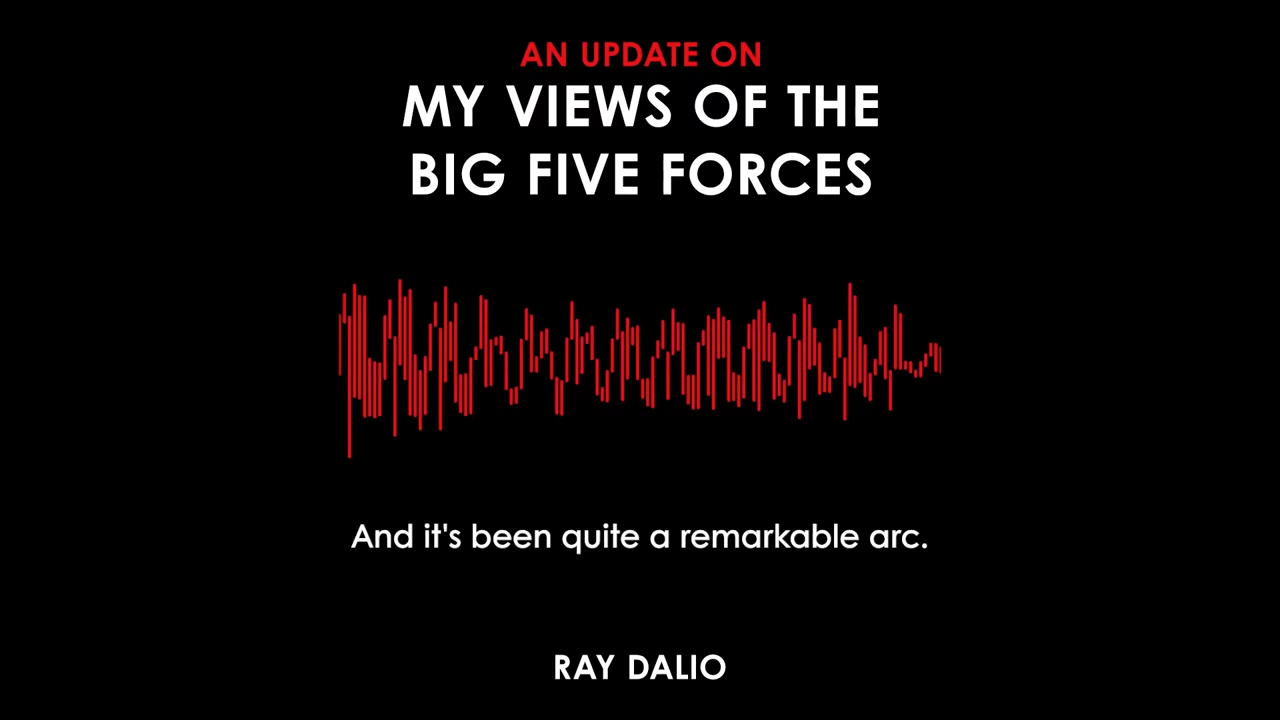 AN UPDATE ON
MY VIEWS OF THE
BIG FIVE FORCES
And it's been quite a remarkable arc.
RAY DALIO